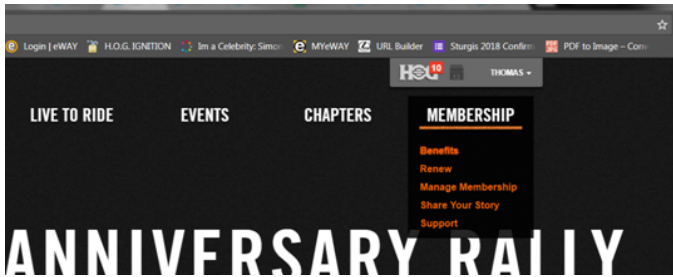 Login | eWAY H.O.G. IGNITION Im a Celebrity: Simon MYeWAY URL Builder Sturgis 2018 Confirm PDF to Image – Conv
HOG 10 THOMAS
LIVE TO RIDE EVENTS CHAPTERS MEMBERSHIP
Benefits
Renew
Manage Membership
Share Your Story
Support
ANNIVERSARY RALLY